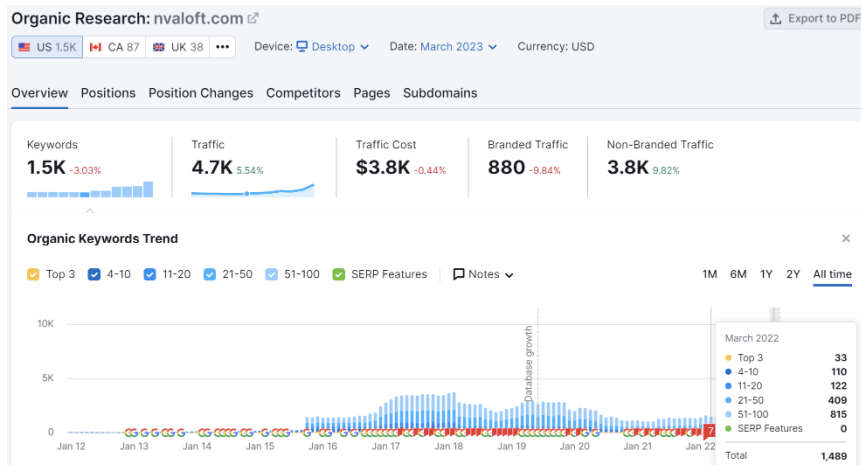 Organic Research: nvaloft.com
Export to PDF
US 1.5K CA 87 UK 38 ••• Device: Desktop Date: March 2023 Currency: USD
Overview Positions Position Changes Competitors Pages Subdomains
Keywords Traffic Traffic Cost Branded Traffic Non-Branded Traffic
1.5K -3.03% 4.7K 5.54% $3.8K -0.44% 880 -9.84% 3.8K 9.82%
Organic Keywords Trend
Top 3 4-10 11-20 21-50 51-100 SERP Features Notes 1M 6M 1Y 2Y All time
10K
5K
0
Database growth
Jan 12 Jan 13 Jan 14 Jan 15 Jan 16 Jan 17 Jan 18 Jan 19 Jan 20 Jan 21 Jan 22
7
March 2022
Top 3 33
4-10 110
11-20 122
21-50 409
51-100 815
SERP Features 0
Total 1,489